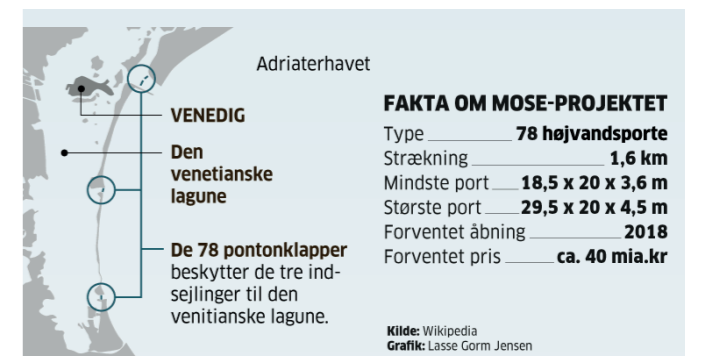 Adriaterhavet
VENEDIG
Den
venetianske
lagune
De 78 pontonklapper
beskytter de tre ind-
sejlinger til den
venitianske lagune.
FAKTA OM MOSE-PROJEKTET
Type 78 højvandsporte
Strækning 1,6 km
Mindste port 18,5 x 20 x 3,6 m
Største port 29,5 x 20 x 4,5 m
Forventet åbning 2018
Forventet pris ca. 40 mia.kr
Kilde: Wikipedia
Grafik: Lasse Gorm Jensen